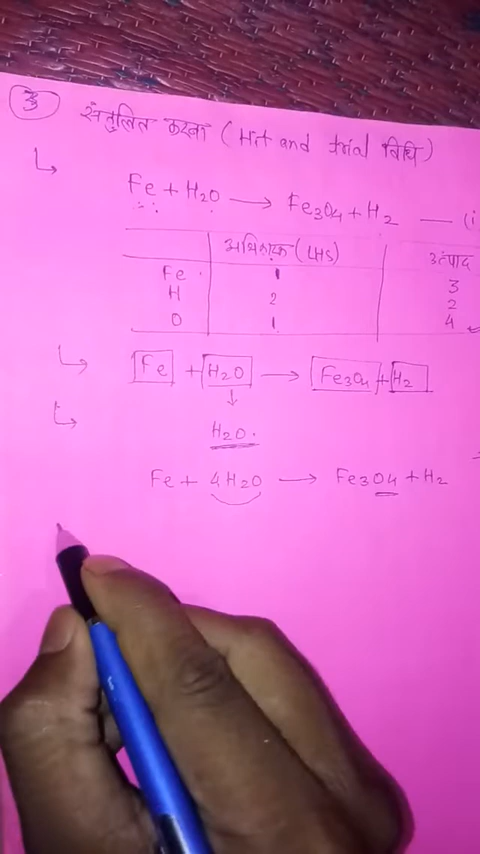 3 संतुलित करना (Hit and trial विधि)
Fe + H2O → Fe3O4 + H2 — (i
अभिकारक (LHS) उत्पाद
Fe 1 3
H 2 2
O 1 4
Fe + H2O → Fe3O4 + H2
H2O.
Fe + 4H2O → Fe3O4 + H2